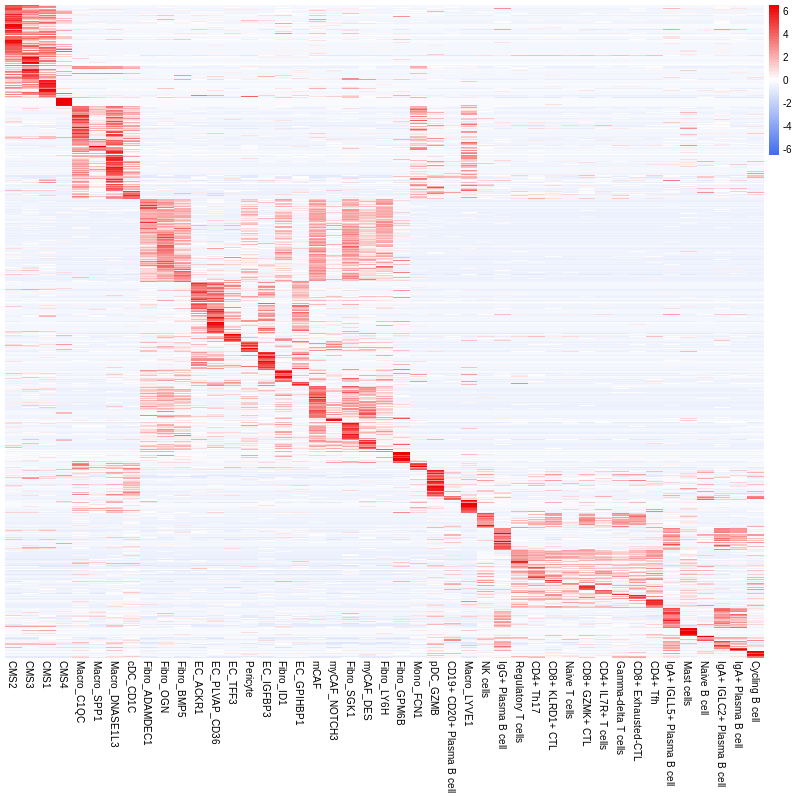 6
4
2
0
-2
-4
-6
CMS2
CMS3
CMS1
CMS4
Macro_C1QC
Macro_SPP1
Macro_DNASE1L3
cDC_CD1C
Fibro_ADAMDEC1
Fibro_OGN
Fibro_BMP5
EC_ACKR1
EC_PLVAP_CD36
EC_TFF3
Pericyte
EC_IGFBP3
Fibro_ID1
EC_GPIHBP1
mCAF
myCAF_NOTCH3
Fibro_SGK1
myCAF_DES
Fibro_LY6H
Fibro_GPM6B
Mono_FCN1
pDC_GZMB
CD19+ CD20+ Plasma B cell
Macro_LYVE1
NK cells
IgG+ Plasma B cell
Regulatory T cells
CD4+ Th17
CD8+ KLRD1+ CTL
Naive T cells
CD8+ GZMK+ CTL
CD4+ IL7R+ T cells
Gamma-delta T cells
CD8+ Exhausted-CTL
CD4+ Tfh
IgA+ IGLL5+ Plasma B cell
Mast cells
Naive B cell
IgA+ IGLC2+ Plasma B cell
IgA+ Plasma B cell
Cycling B cell